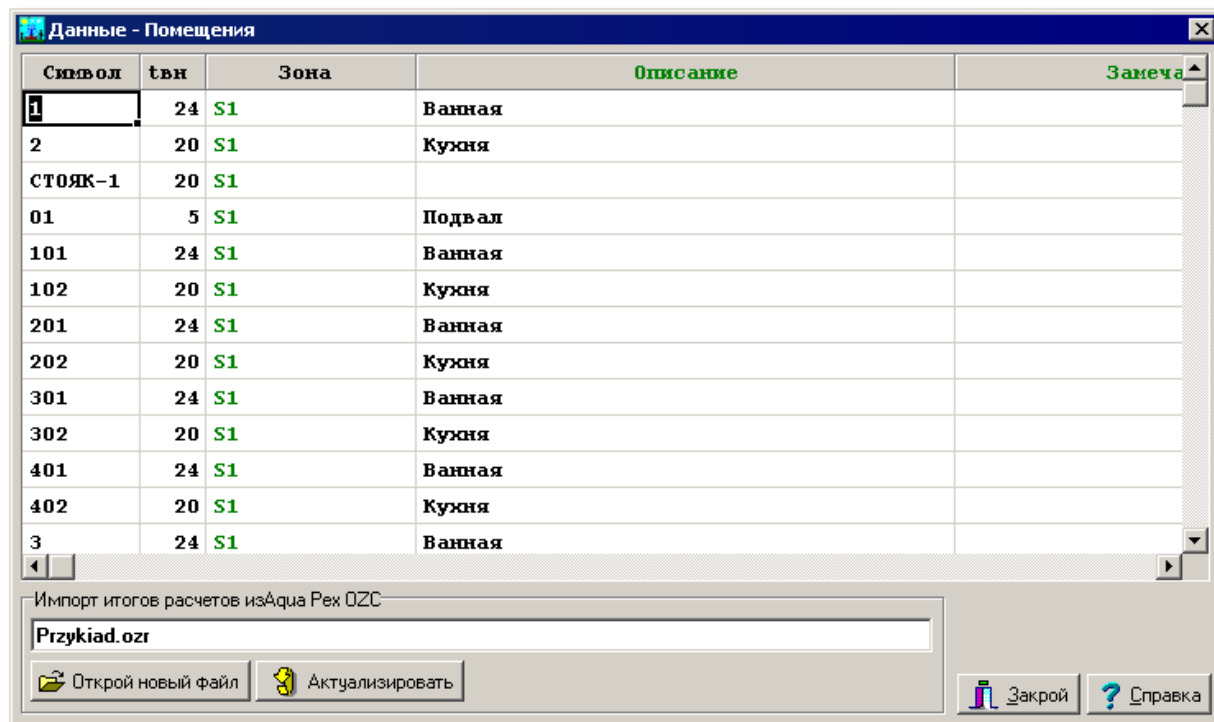 Данные - Помещения
Символ tвн Зона Описание Замеча
1 24 S1 Ванная
2 20 S1 Кухня
СТОЯК-1 20 S1
01 5 S1 Подвал
101 24 S1 Ванная
102 20 S1 Кухня
201 24 S1 Ванная
202 20 S1 Кухня
301 24 S1 Ванная
302 20 S1 Кухня
401 24 S1 Ванная
402 20 S1 Кухня
3 24 S1 Ванная
Импорт итогов расчетов изAqua Pex OZC
Przykiad.ozr
Открой новый файл Актуализировать Закрой Справка